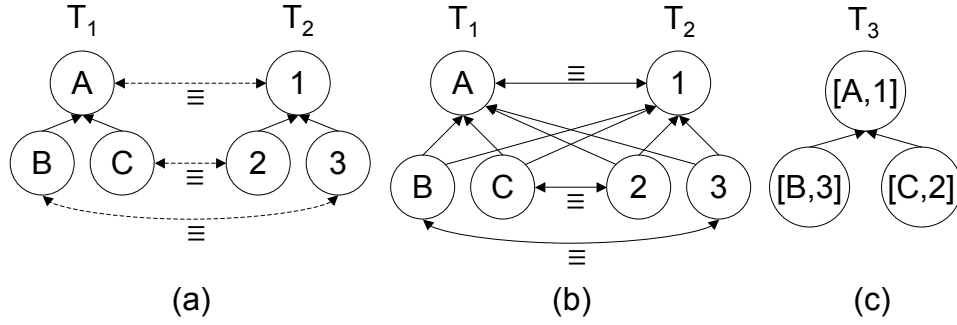 T1 T2 T1 T2 T3
A ≡ 1 A ≡ 1 [A,1]
B C ≡ 2 3 B C ≡ 2 3 [B,3] [C,2]
≡ ≡
(a) (b) (c)